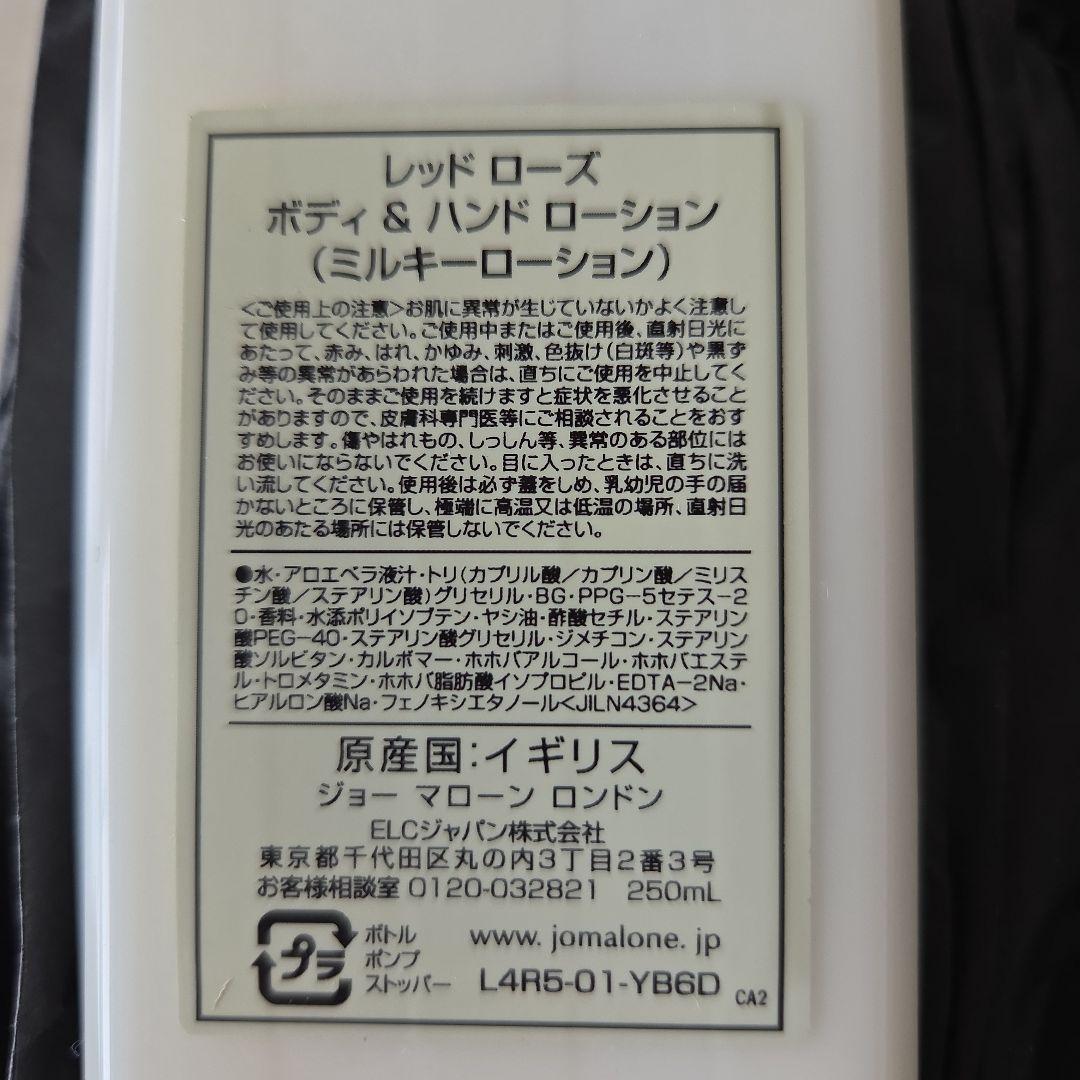 レッド ローズ
ボディ & ハンド ローション
(ミルキーローション)
<ご使用上の注意>お肌に異常が生じていないかよく注意し
て使用してください。ご使用中またはご使用後、直射日光に
あたって、赤み、はれ、かゆみ、刺激、色抜け(白斑等)や黒ず
み等の異常があらわれた場合は、直ちにご使用を中止してく
ださい。そのままご使用を続けますと症状を悪化させること
がありますので、皮膚科専門医等にご相談されることをおす
すめします。傷やはれもの、しっしん等、異常のある部位には
お使いにならないでください。目に入ったときは、直ちに洗
い流してください。使用後は必ず蓋をしめ、乳幼児の手の届
かないところに保管し、極端に高温又は低温の場所、直射日
光のあたる場所には保管しないでください。
●水・アロエベラ液汁・トリ(カプリル酸/カプリン酸/ミリス
チン酸/ステアリン酸)グリセリル・BG・PPG-5セテス-2
0・香料・水添ポリイソブテン・ヤシ油・酢酸セチル・ステアリン
酸PEG-40・ステアリン酸グリセリル・ジメチコン・ステアリン
酸ソルビタン・カルボマー・ホホバアルコール・ホホバエステ
ル・トロメタミン・ホホバ脂肪酸イソプロピル・EDTA-2Na・
ヒアルロン酸Na・フェノキシエタノール<JILN4364>
原産国:イギリス
ジョー マローン ロンドン
ELCジャパン株式会社
東京都千代田区丸の内3丁目2番3号
お客様相談室 0120-032821 250mL
プラ ボトル www. jomalone. jp
ポンプ
ストッパー L4R5-01-YB6D CA2